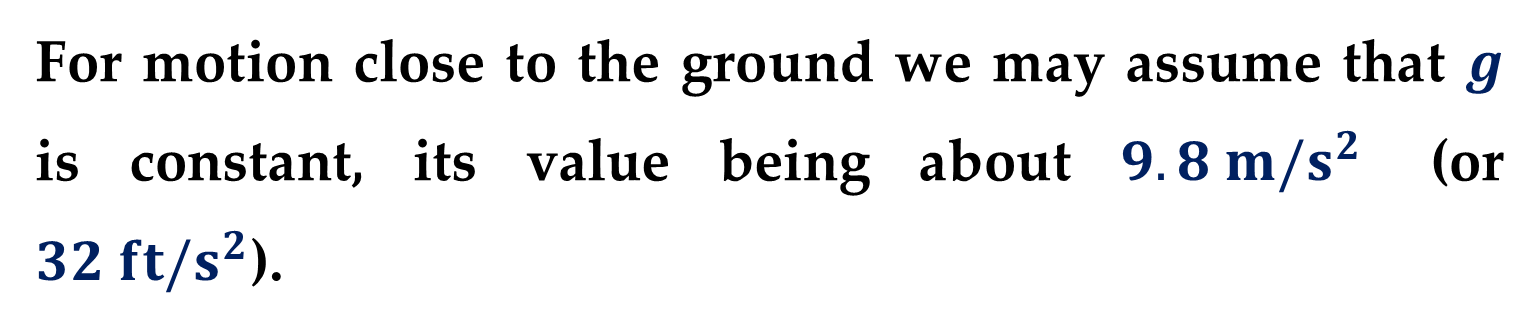 For motion close to the ground we may assume that g
is constant, its value being about 9.8 m/s² (or
32 ft/s²).